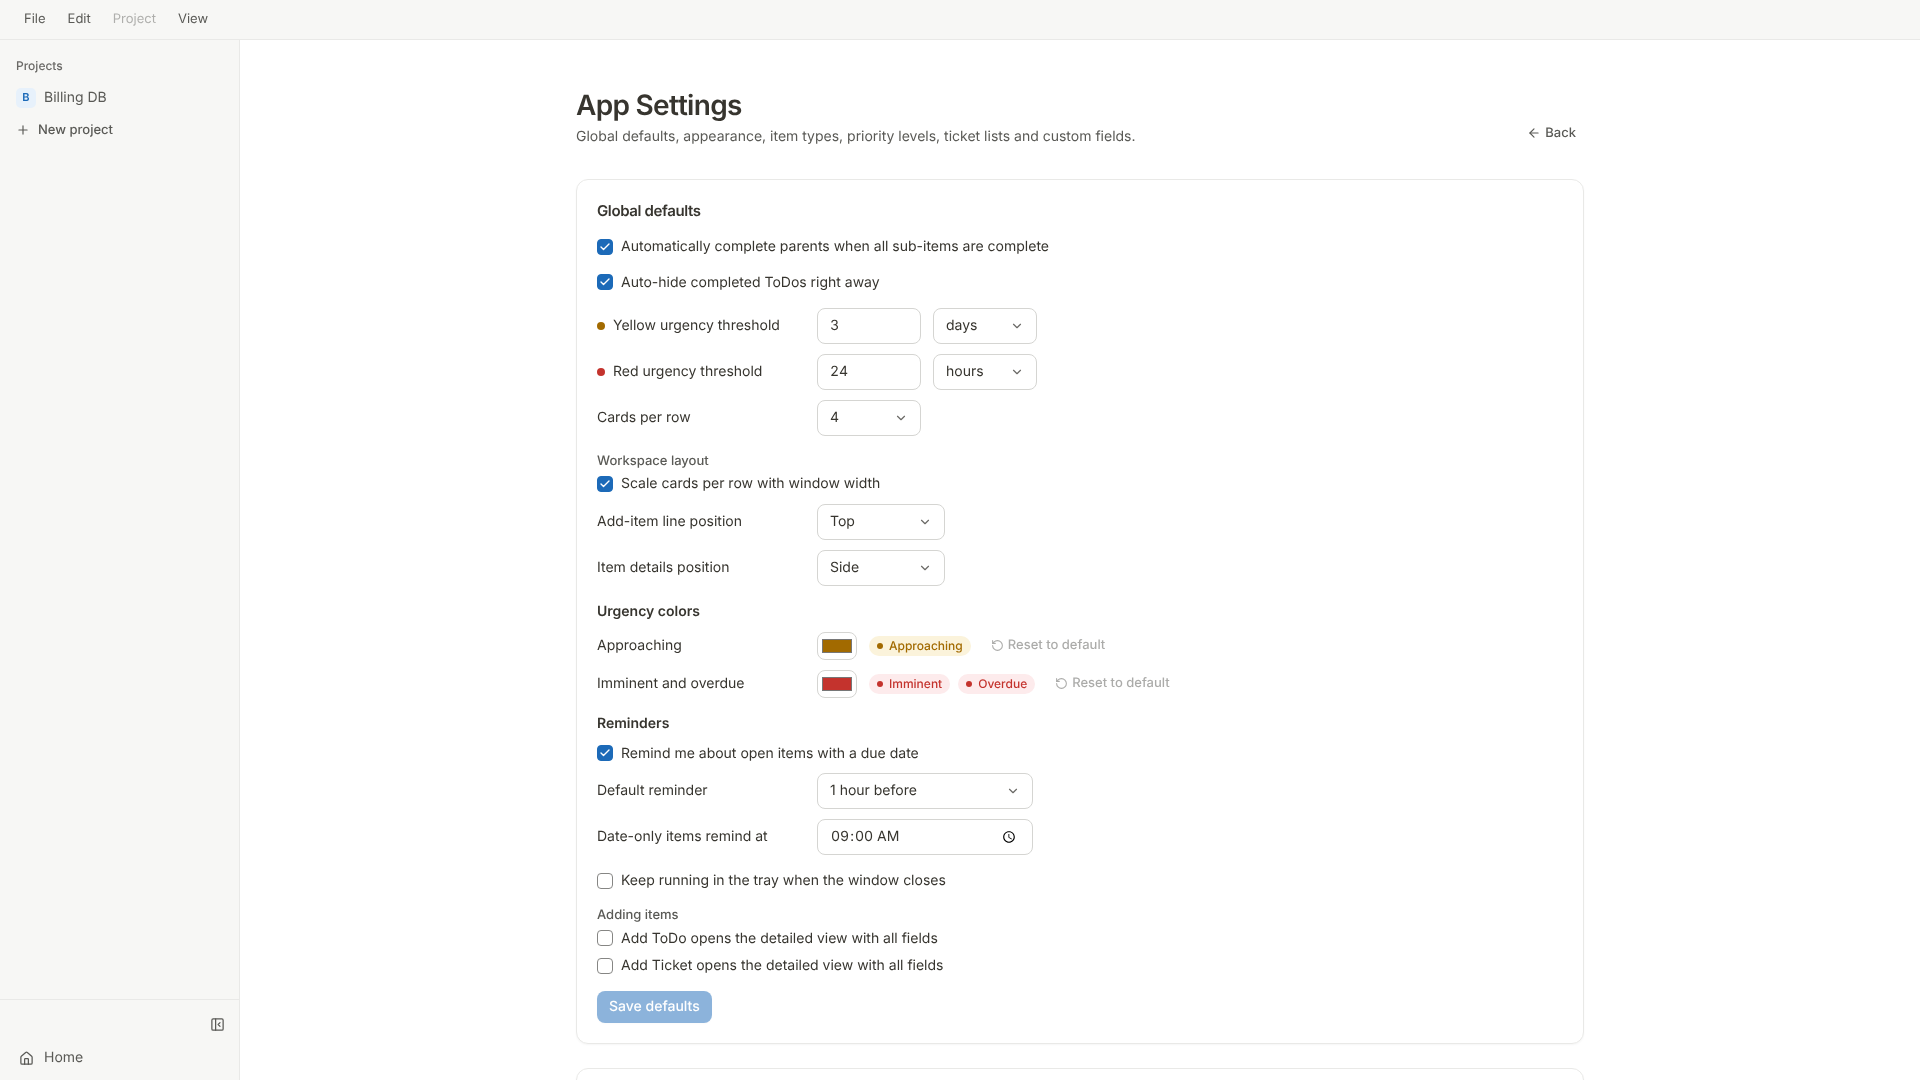 File Edit Project View
Projects
B Billing DB
New project
Home
App Settings
Global defaults, appearance, item types, priority levels, ticket lists and custom fields.
Back
Global defaults
Automatically complete parents when all sub-items are complete
Auto-hide completed ToDos right away
Yellow urgency threshold 3 days
Red urgency threshold 24 hours
Cards per row 4
Workspace layout
Scale cards per row with window width
Add-item line position Top
Item details position Side
Urgency colors
Approaching Approaching Reset to default
Imminent and overdue Imminent Overdue Reset to default
Reminders
Remind me about open items with a due date
Default reminder 1 hour before
Date-only items remind at 09:00 AM
Keep running in the tray when the window closes
Adding items
Add ToDo opens the detailed view with all fields
Add Ticket opens the detailed view with all fields
Save defaults